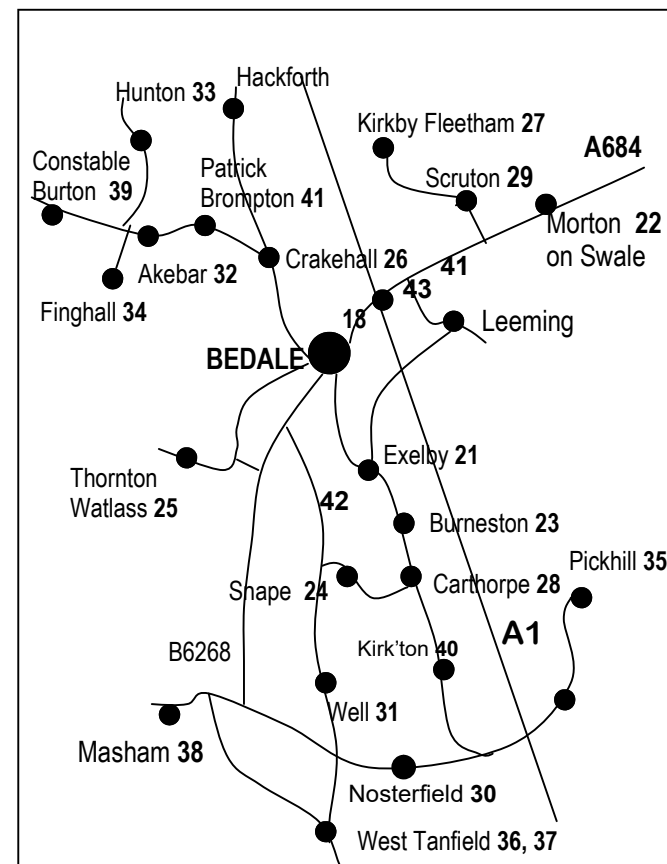 Hackforth
Hunton 33
Kirkby Fleetham 27
A684
Constable
Burton 39
Patrick
Brompton 41
Scruton 29
Morton 22
on Swale
Crakehall 26
41
Akebar 32
43
Finghall 34
18
Leeming
BEDALE
Exelby 21
Thornton
Watlass 25
42
Burneston 23
Pickhill 35
Snape 24
Carthorpe 28
A1
B6268
Kirk'ton 40
Well 31
Masham 38
Nosterfield 30
West Tanfield 36, 37